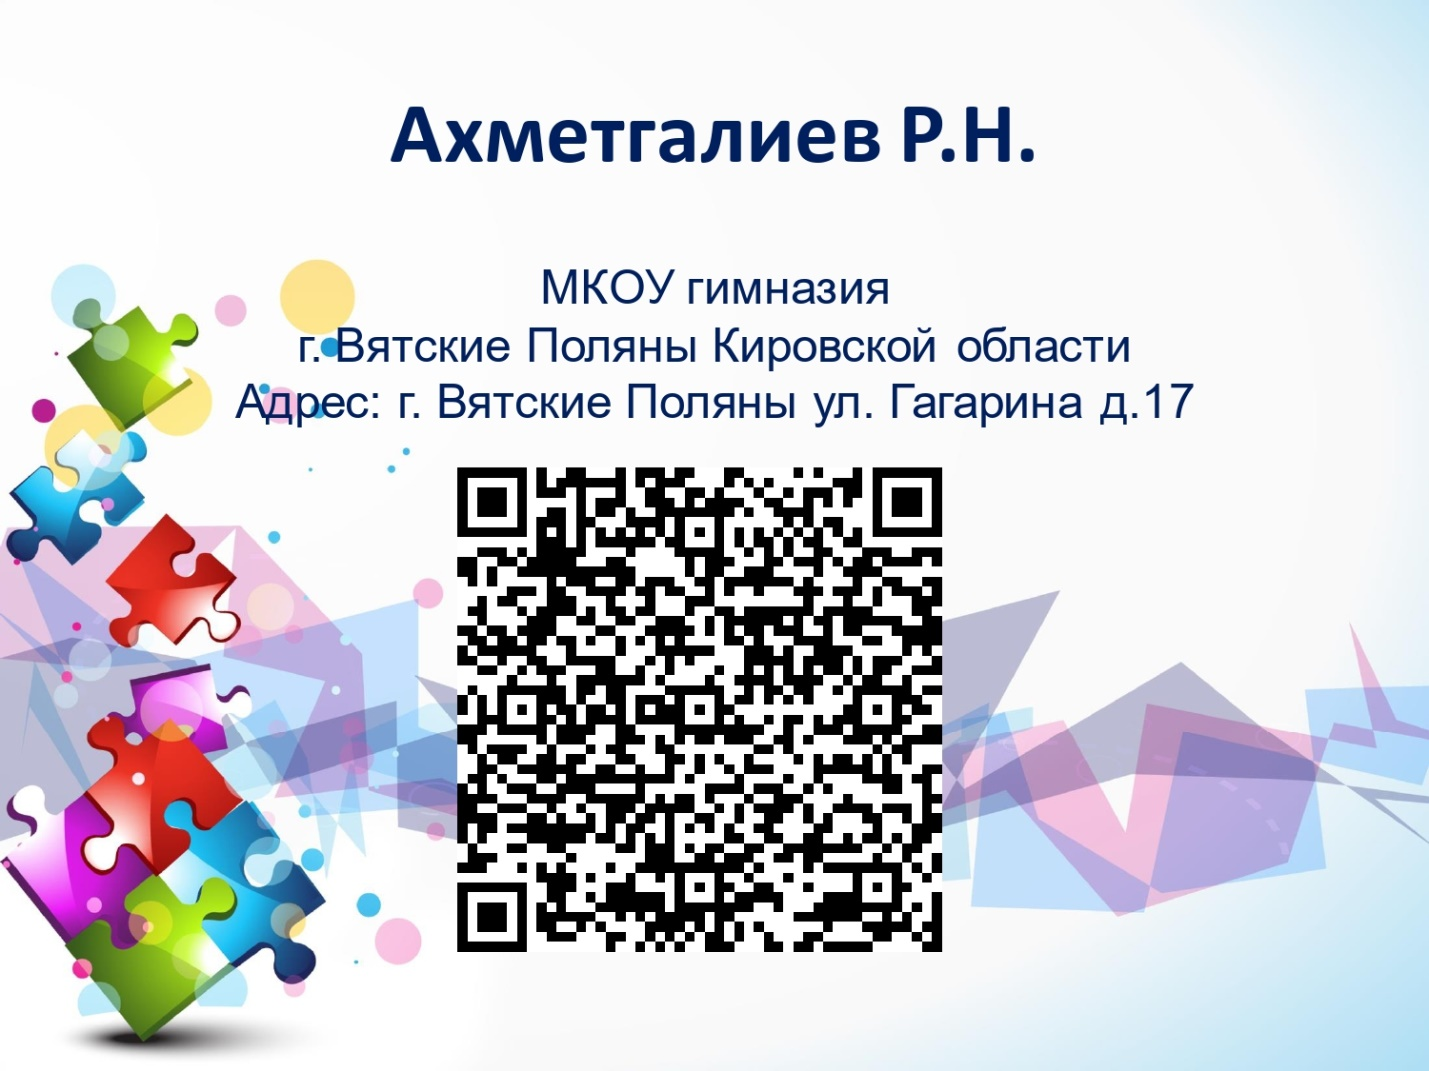 Ахметгалиев Р.Н.
МКОУ гимназия
г. Вятские Поляны Кировской области
Адрес: г. Вятские Поляны ул. Гагарина д.17